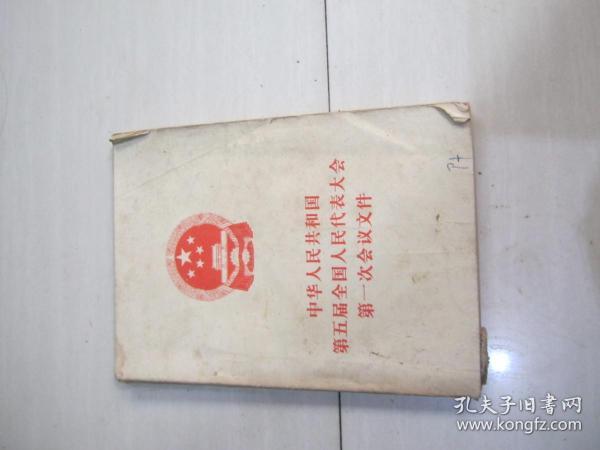 中华人民共和国
第五届全国人民代表大会
第一次会议文件
孔夫子旧书网
www.kongfz.com